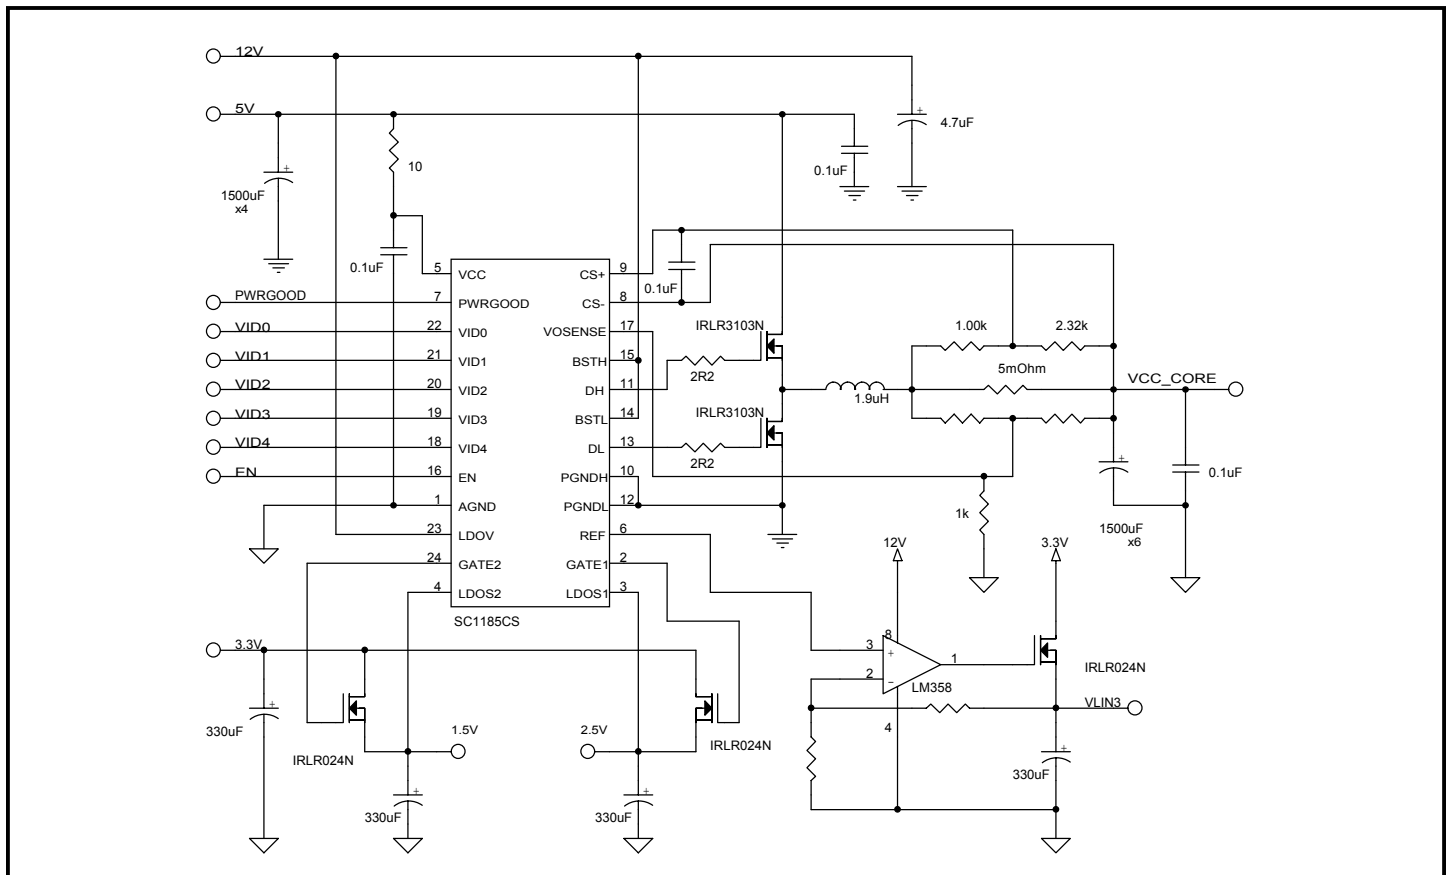 12V
5V
+
4.7uF
10
+
0.1uF
1500uF
x4
0.1uF
5 VCC CS+ 9
0.1uF
PWRGOOD 7 PWRGOOD CS- 8
VID0 22 VID0 VOSENSE 17 IRLR3103N 1.00k 2.32k
VID1 21 VID1 BSTH 15
2R2 5mOhm
VID2 20 VID2 DH 11 VCC_CORE
1.9uH
VID3 19 VID3 BSTL 14 IRLR3103N
VID4 18 VID4 DL 13
2R2 +
0.1uF
EN 16 EN PGNDH 10
1 AGND PGNDL 12
1k
1500uF
x6
23 LDOV REF 6
12V 3.3V
24 GATE2 GATE1 2
4 LDOS2 LDOS1 3
SC1185CS
8
3.3V 3 + 1
IRLR024N
2 −
LM358
+
VLIN3
330uF 1.5V 2.5V 4
IRLR024N IRLR024N
+
330uF
+ +
330uF 330uF